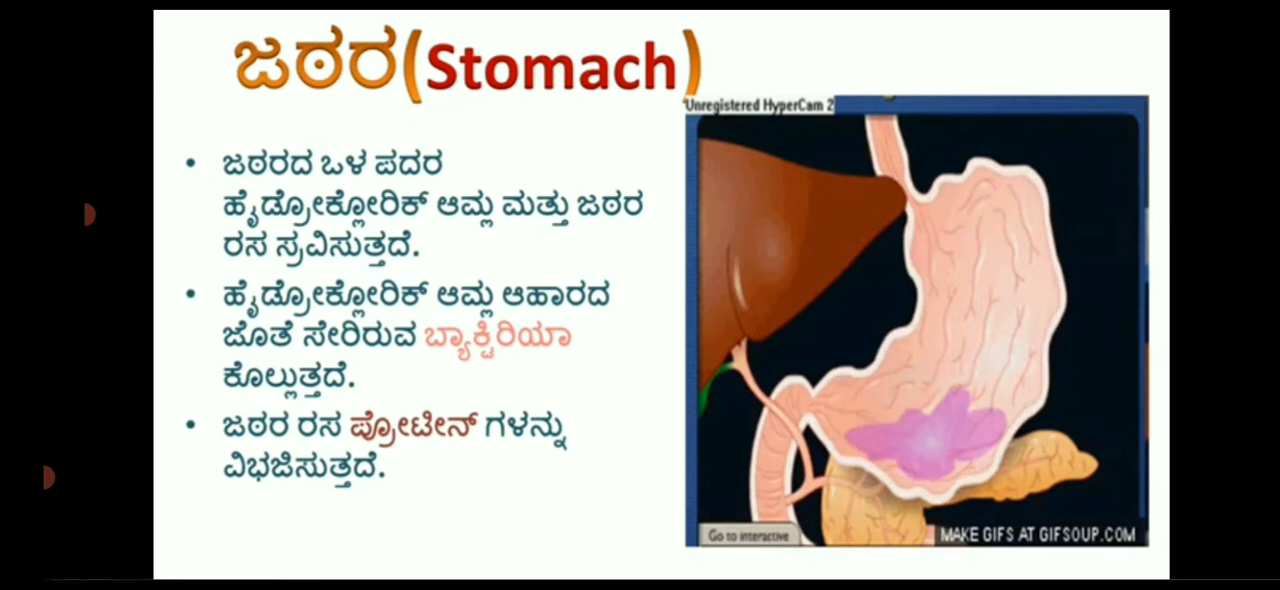 ಜಠರ(Stomach)
Unregistered HyperCam 2
• ಜಠರದ ಒಳ ಪದರ
ಹೈಡ್ರೋಕ್ಲೋರಿಕ್ ಆಮ್ಲ ಮತ್ತು ಜಠರ
ರಸ ಸ್ರವಿಸುತ್ತದೆ.
• ಹೈಡ್ರೋಕ್ಲೋರಿಕ್ ಆಮ್ಲ ಆಹಾರದ
ಜೊತೆ ಸೇರಿರುವ ಬ್ಯಾಕ್ಟಿರಿಯಾ
ಕೊಲ್ಲುತ್ತದೆ.
• ಜಠರ ರಸ ಪ್ರೋಟೀನ್ ಗಳನ್ನು
ವಿಭಜಿಸುತ್ತದೆ.
Go to interactive
MAKE GIFS AT GIFSOUP.COM